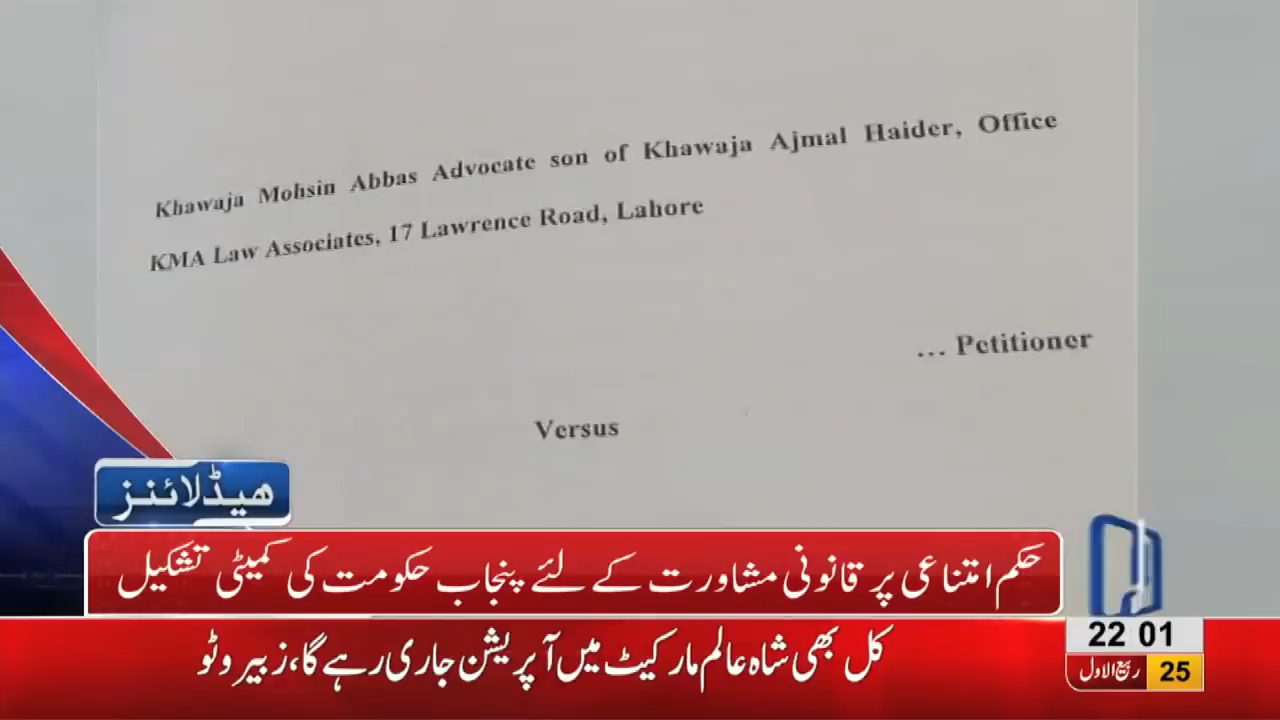 Khawaja Mohsin Abbas Advocate son of Khawaja Ajmal Haider, Office
KMA Law Associates, 17 Lawrence Road, Lahore
... Petitioner
Versus
ھیڈلائنز
حکم امتناعی پر قانونی مشاورت کے لئے پنجاب حکومت کی کمیٹی تشکیل
22 01
کل بھی شاہ عالم مارکیٹ میں آپریشن جاری رہے گا، زبیر وٹو
25 ربیع الاول